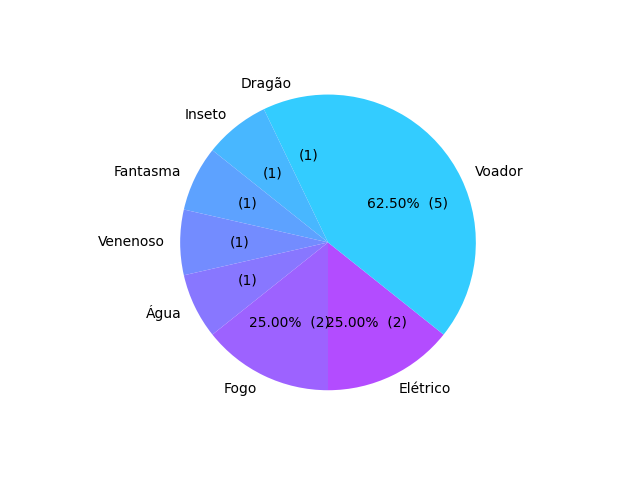 Dragão
Inseto
(1)
Fantasma
(1)
Voador
(1)
62.50%  (5)
Venenoso
(1)
(1)
Água
25.00%  (2)
25.00%  (2)
Fogo
Elétrico